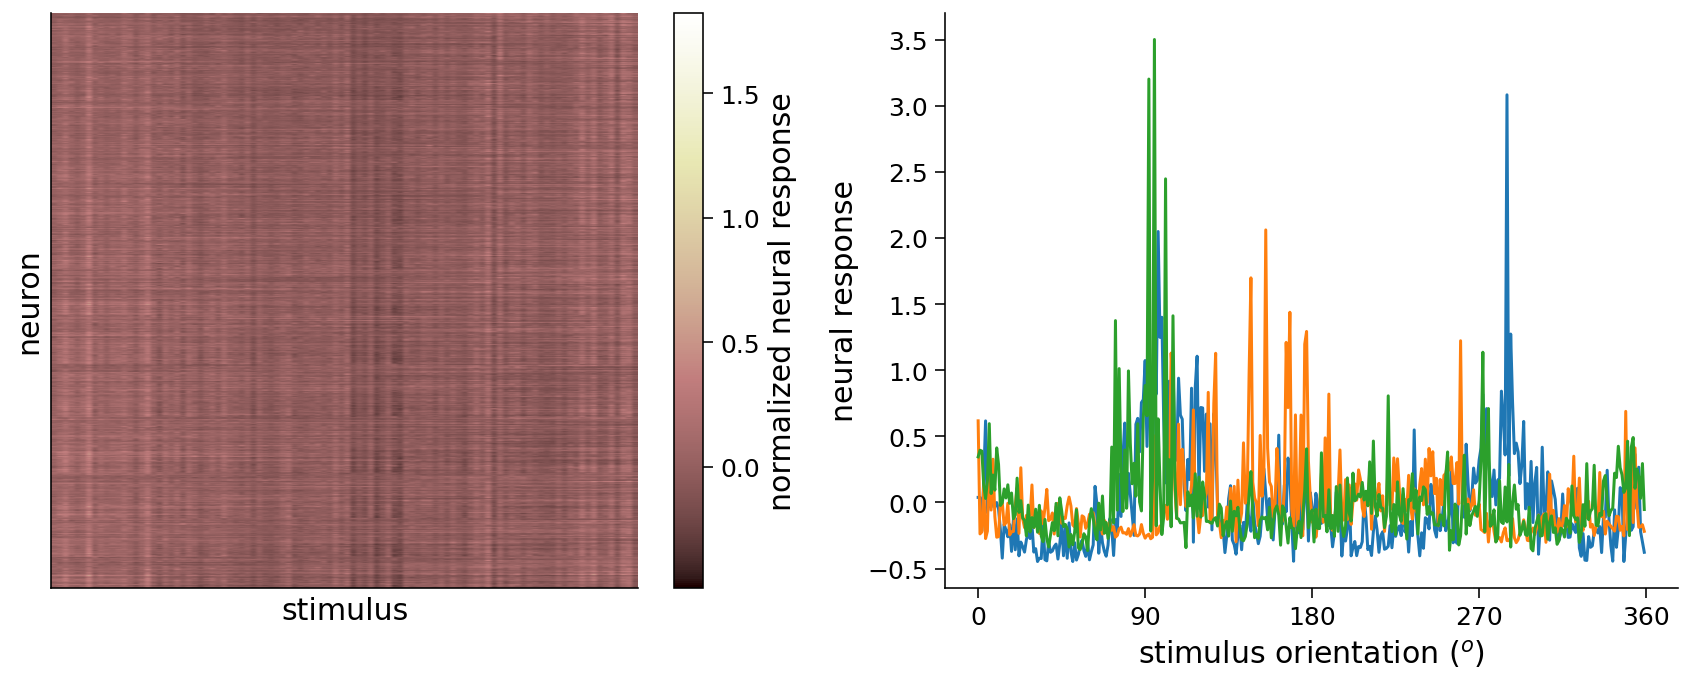 neuron
stimulus
1.5
1.0
0.5
0.0
normalized neural response
neural response
3.5
3.0
2.5
2.0
1.5
1.0
0.5
0.0
−0.5
0 90 180 270 360
stimulus orientation (o)